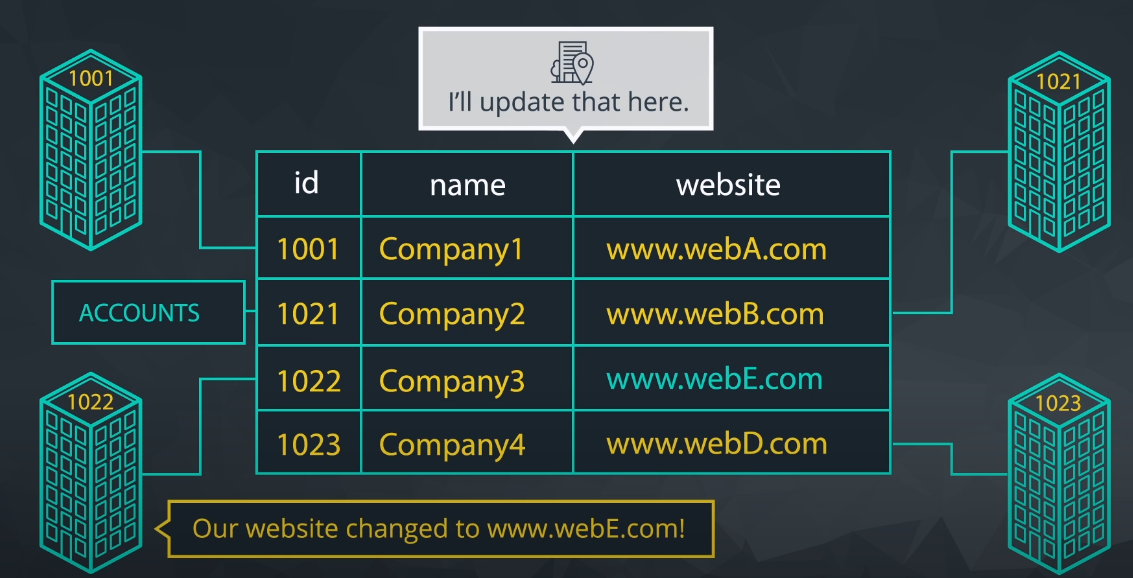 1001
I'll update that here.
1021
id name website
1001 Company1 www.webA.com
ACCOUNTS
1021 Company2 www.webB.com
1022 Company3 www.webE.com
1022
1023
1023 Company4 www.webD.com
Our website changed to www.webE.com!